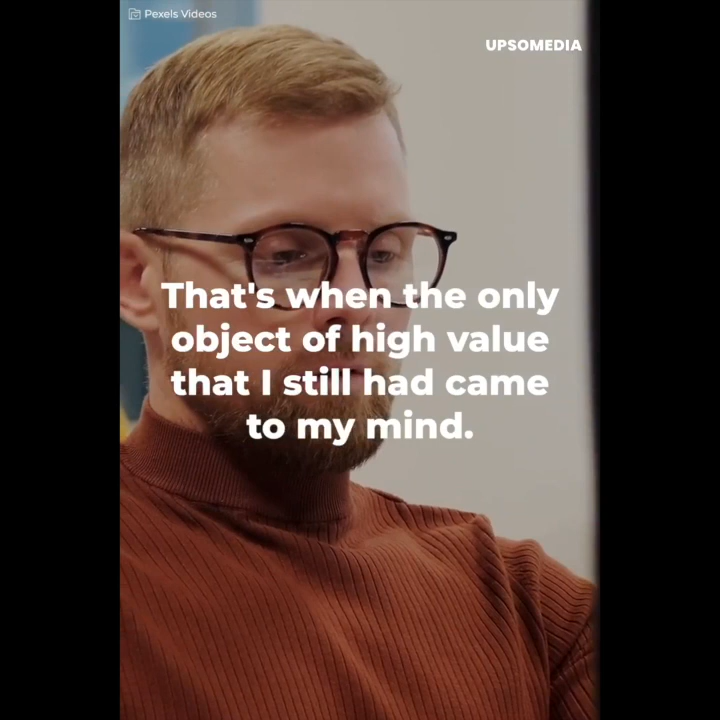 Pexels Videos
UPSOMEDIA
That's when the only
object of high value
that I still had came
to my mind.